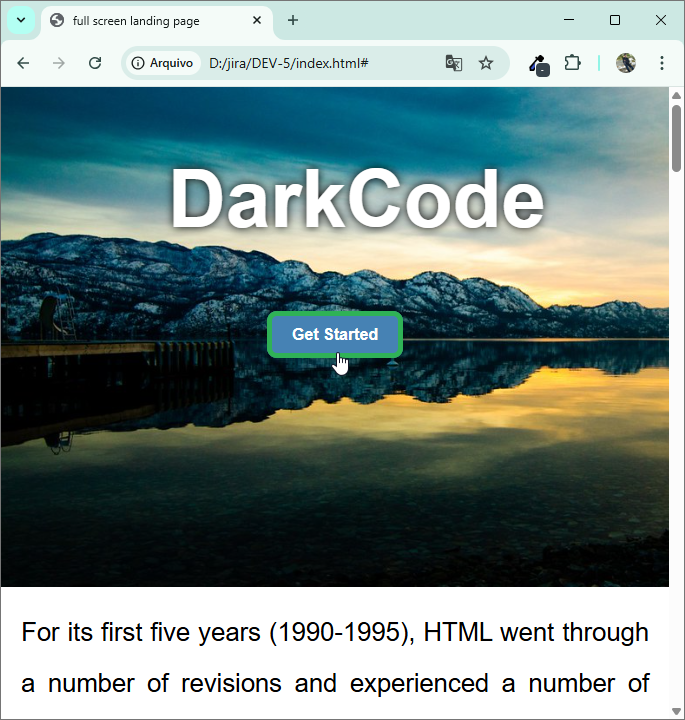 full screen landing page
Arquivo
D:/jira/DEV-5/index.html#
DarkCode
Get Started
For its first five years (1990-1995), HTML went through
a number of revisions and experienced a number of